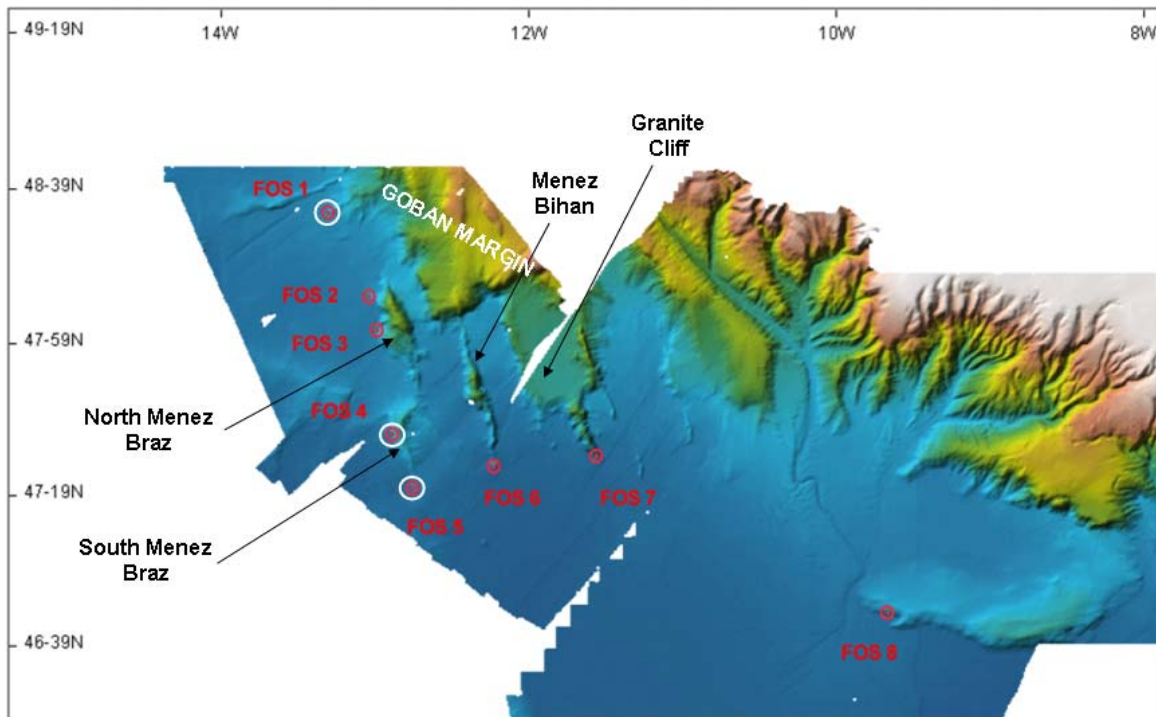 49-19N
14W
12W
10W
8W
Granite
Cliff
48-39N
FOS 1
Menez
Bihan
GOBAN MARGIN
FOS 2
47-59N
FOS 3
North Menez
Braz
FOS 4
47-19N
FOS 6
FOS 7
FOS 5
South Menez
Braz
46-39N
FOS 8